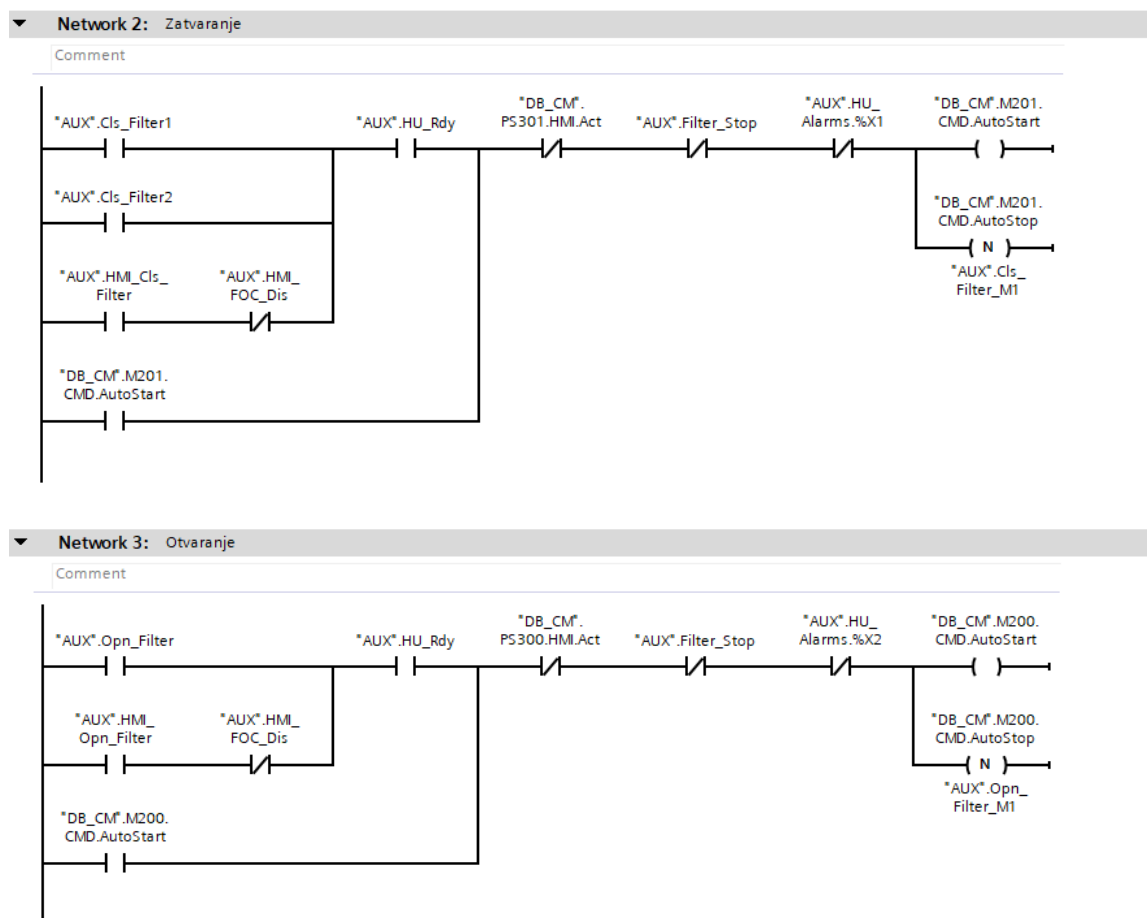 Network 2: Zatvaranje
Comment
"AUX".Cls_Filter1
"AUX".HU_Rdy
"DB_CM".
PS301.HMI.Act
"AUX".Filter_Stop
"AUX".HU_
Alarms.%X1
"DB_CM".M201.
CMD.AutoStart
"AUX".Cls_Filter2
"DB_CM".M201.
CMD.AutoStop
N
"AUX".Cls_
Filter_M1
"AUX".HMI_Cls_
Filter
"AUX".HMI_
FOC_Dis
"DB_CM".M201.
CMD.AutoStart
Network 3: Otvaranje
Comment
"AUX".Opn_Filter
"AUX".HU_Rdy
"DB_CM".
PS300.HMI.Act
"AUX".Filter_Stop
"AUX".HU_
Alarms.%X2
"DB_CM".M200.
CMD.AutoStart
"AUX".HMI_
Opn_Filter
"AUX".HMI_
FOC_Dis
"DB_CM".M200.
CMD.AutoStop
N
"AUX".Opn_
Filter_M1
"DB_CM".M200.
CMD.AutoStart